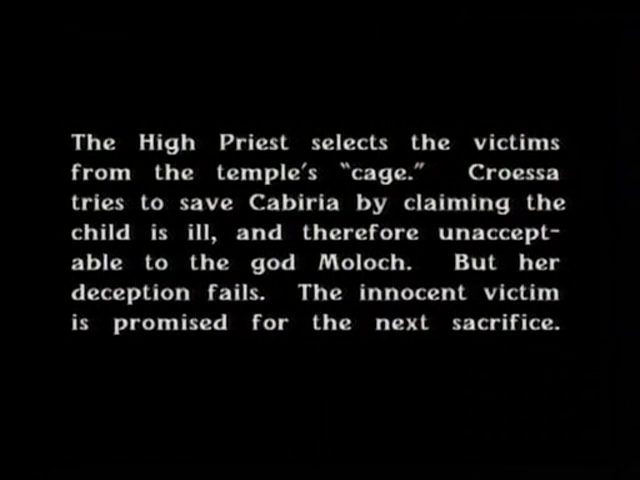 The High Priest selects the victims
from the temple's "cage." Croessa
tries to save Cabiria by claiming the
child is ill, and therefore unaccept-
able to the god Moloch. But her
deception fails. The innocent victim
is promised for the next sacrifice.